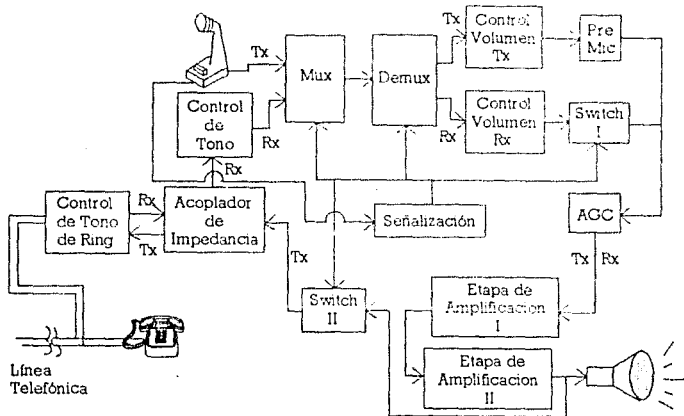 Tx
Mux
Demux
Tx
Control
Volumen
Tx
Pre
Mic
Control
de
Tono
Rx
Rx
Control
Volumen
Rx
Switch
I
Rx
Control
de Tono
de Ring
Rx
Tx
Acoplador
de
Impedancia
Señalización
AGC
Tx
Tx
Rx
Switch
II
Etapa de
Amplificacion
I
Etapa de
Amplificacion
II
Línea
Telefónica